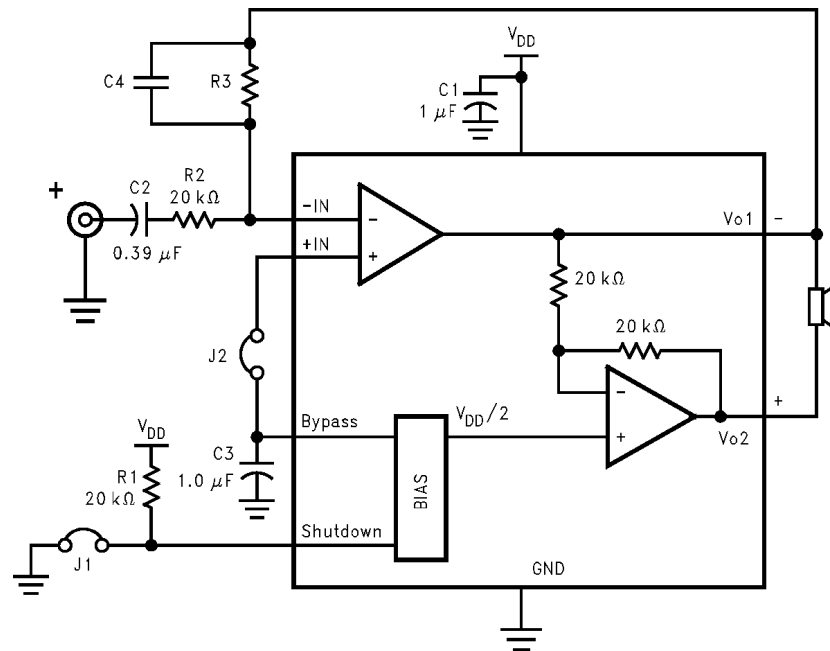 V_DD
C4
R3
C1
1 µF
+
C2
R2
20 kΩ
0.39 µF
-IN
+IN
-
+
Vo1
-
20 kΩ
20 kΩ
J2
-
+
+
Vo2
Bypass
V_DD/2
V_DD
C3
1.0 µF
R1
20 kΩ
BIAS
Shutdown
J1
GND